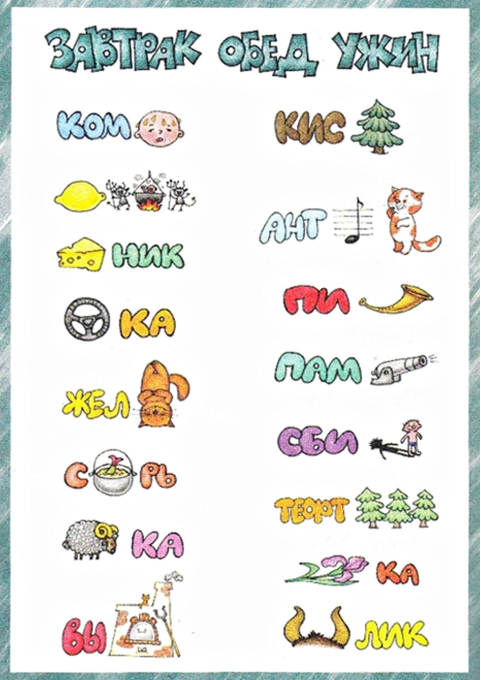 ЗАВТРАК ОБЕД УЖИН
КОМ
НИК
КА
ЖЕЛ
С РЬ
КА
ВЫ
КИС
АНТ
ПИ
ПАМ
СБИ
ТЕФТ
КА
ЛИК